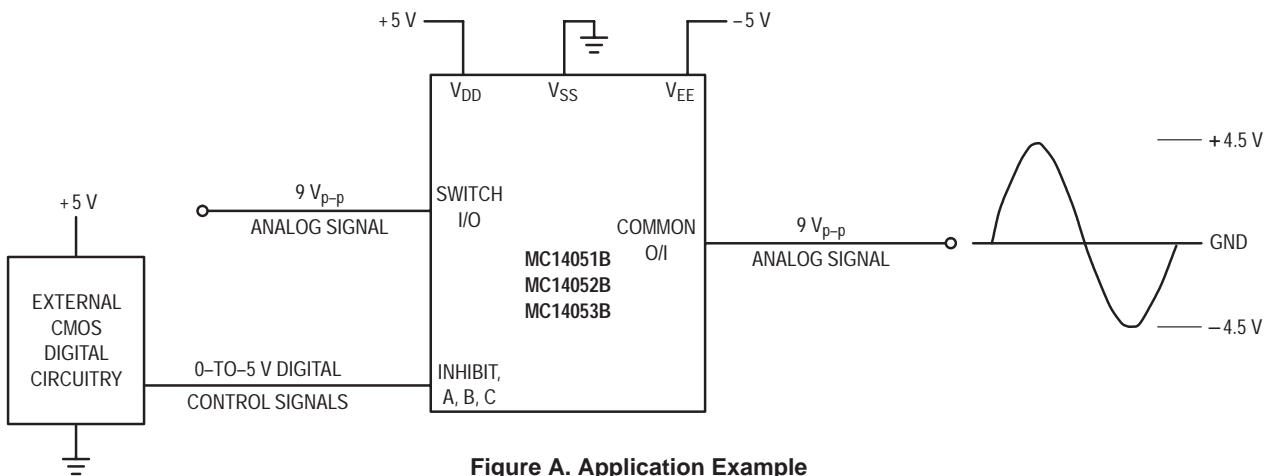 +5 V
−5 V
VDD
VSS
VEE
9 Vp–p
ANALOG SIGNAL
SWITCH
I/O
COMMON
O/I
9 Vp–p
ANALOG SIGNAL
+4.5 V
GND
−4.5 V
MC14051B
MC14052B
MC14053B
+5 V
EXTERNAL
CMOS
DIGITAL
CIRCUITRY
0–TO–5 V DIGITAL
CONTROL SIGNALS
INHIBIT,
A, B, C
Figure A. Application Example